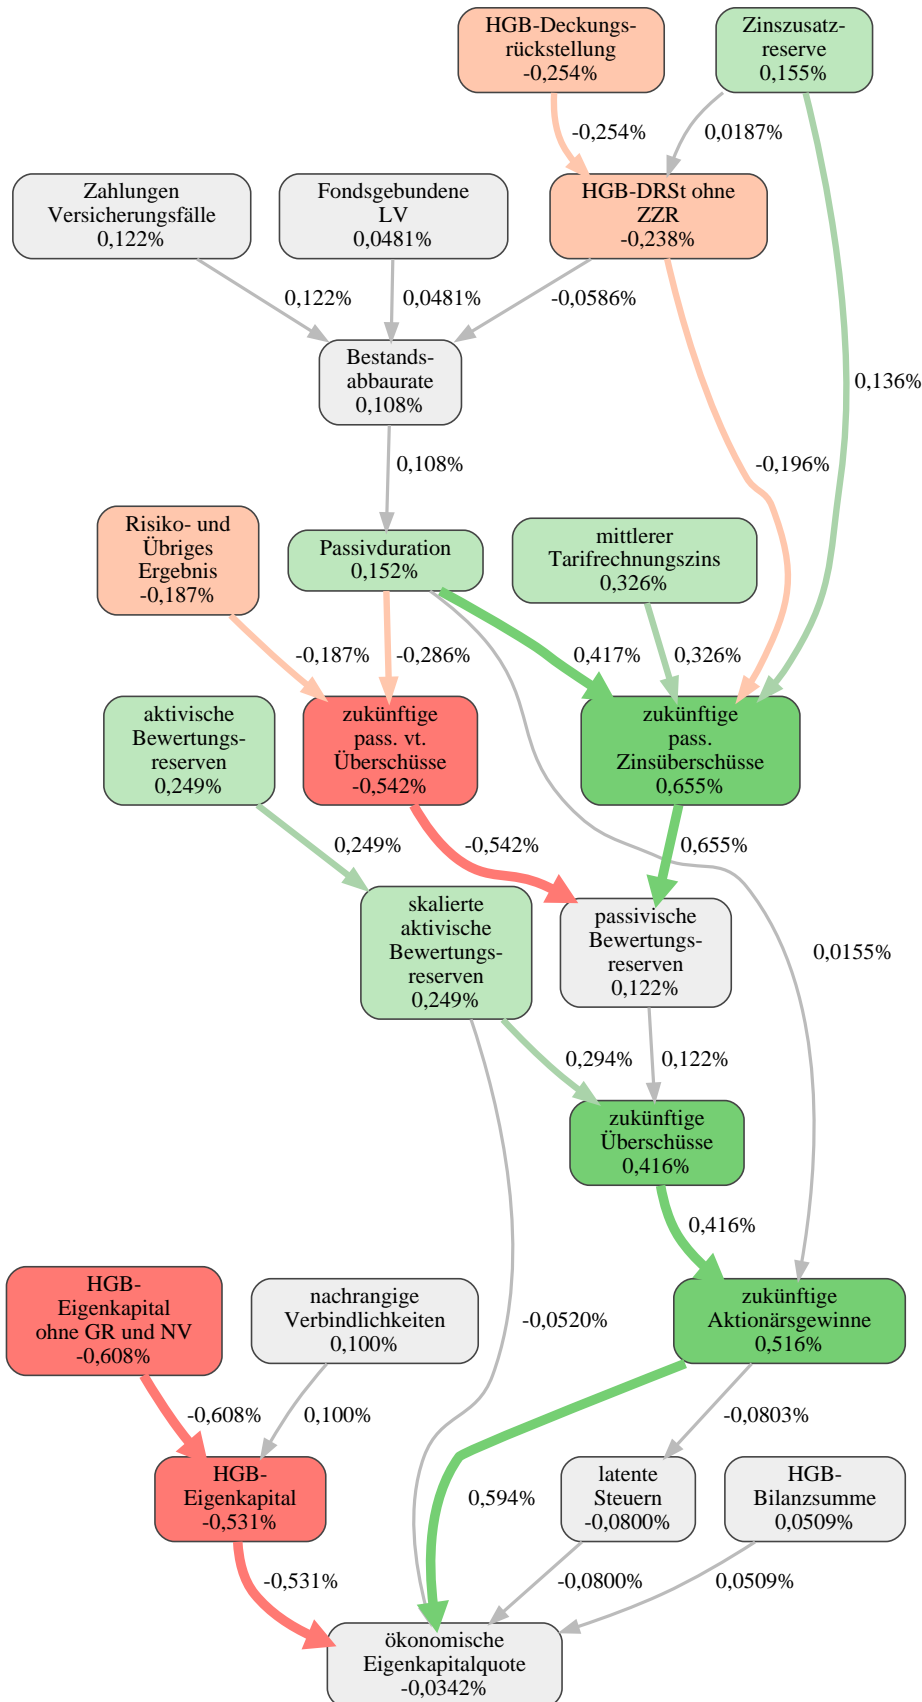 HGB-Deckungs-
rückstellung
-0,254%
Zinszusatz-
reserve
0,155%
-0,254%
0,0187%
Zahlungen
Versicherungsfälle
0,122%
Fondsgebundene
LV
0,0481%
HGB-DRSt ohne
ZZR
-0,238%
0,122%
0,0481%
-0,0586%
Bestands-
abbaurate
0,108%
0,136%
0,108%
-0,196%
Risiko- und
Übriges
Ergebnis
-0,187%
Passivduration
0,152%
mittlerer
Tarifrechnungszins
0,326%
-0,187%
-0,286%
0,417%
0,326%
aktivische
Bewertungs-
reserven
0,249%
zukünftige
pass. vt.
Überschüsse
-0,542%
zukünftige
pass.
Zinsüberschüsse
0,655%
0,249%
-0,542%
0,655%
skalierte
aktivische
Bewertungs-
reserven
0,249%
passivische
Bewertungs-
reserven
0,122%
0,0155%
0,294%
0,122%
zukünftige
Überschüsse
0,416%
0,416%
HGB-
Eigenkapital
ohne GR und NV
-0,608%
nachrangige
Verbindlichkeiten
0,100%
-0,0520%
zukünftige
Aktionärsgewinne
0,516%
-0,608%
0,100%
-0,0803%
HGB-
Eigenkapital
-0,531%
0,594%
latente
Steuern
-0,0800%
HGB-
Bilanzsumme
0,0509%
-0,531%
-0,0800%
0,0509%
ökonomische
Eigenkapitalquote
-0,0342%